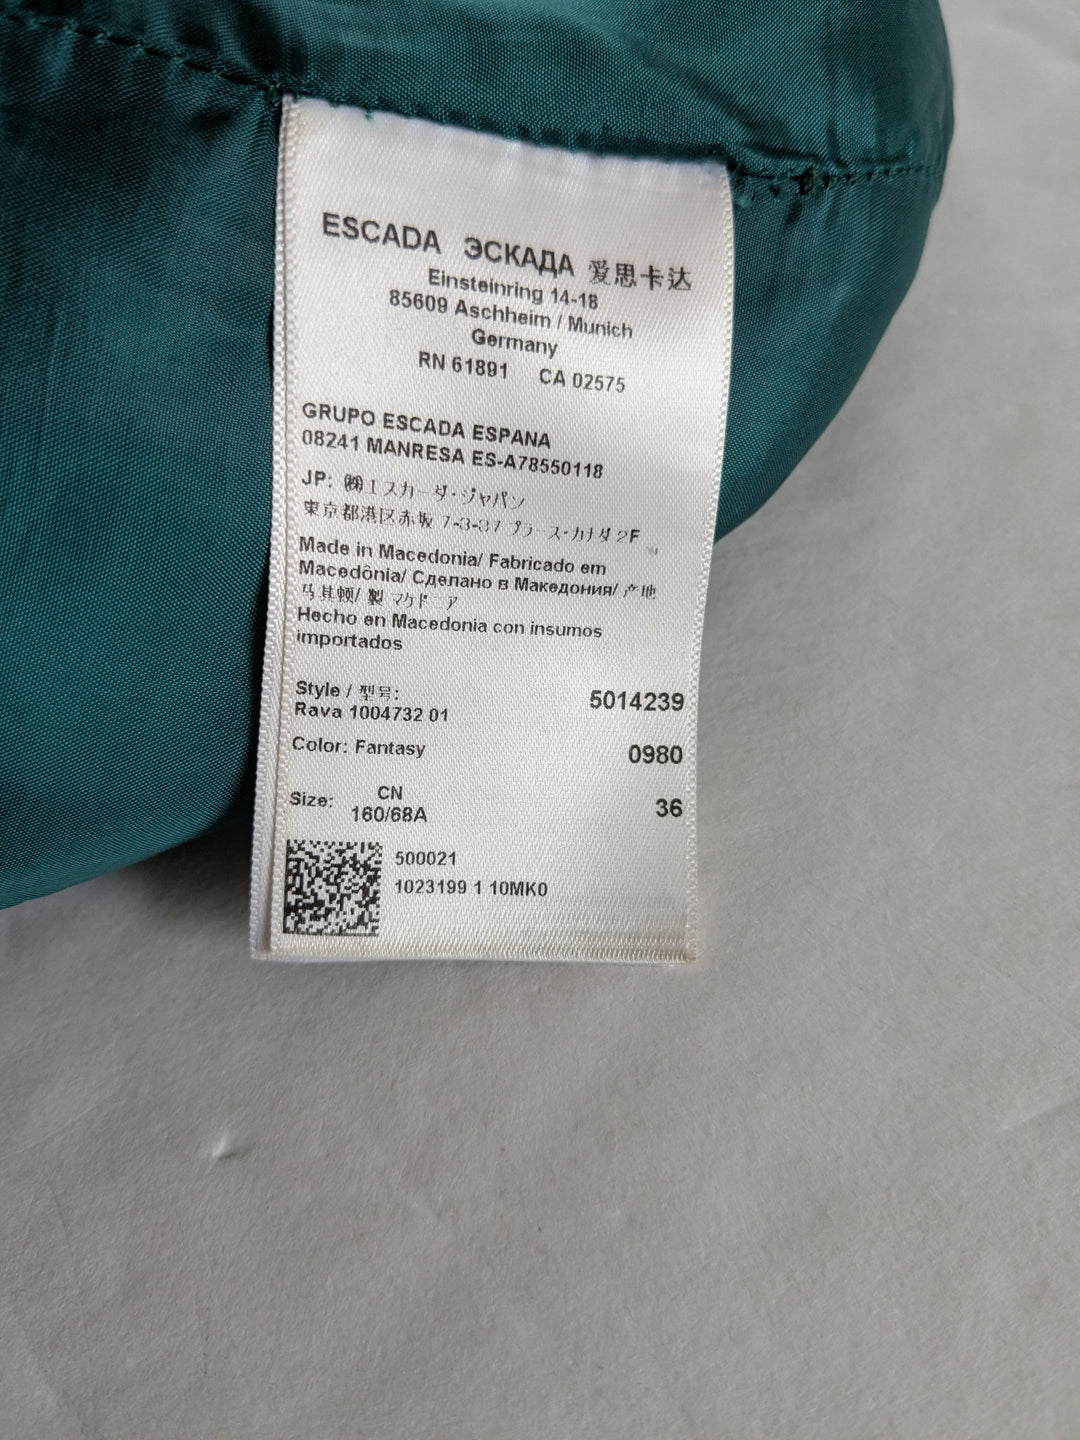 ESCADA ЭСКАДА 爱思卡达
Einsteinring 14-18
85609 Aschheim / Munich
Germany
RN 61891 CA 02575
GRUPO ESCADA ESPANA
08241 MANRESA ES-A78550118
JP: ㈱エスカーダ・ジャパン
東京都港区赤坂 7-3-37 プラース・カナダ 2F
Made in Macedonia/ Fabricado em
Macedônia/ Сделано в Македония/ 产地
马其顿/ 製 マケドニア
Hecho en Macedonia con insumos
importados
Style / 型号: 5014239
Rava 1004732 01
Color: Fantasy 0980
Size: CN 36
160/68A
500021
1023199 1 10MK0